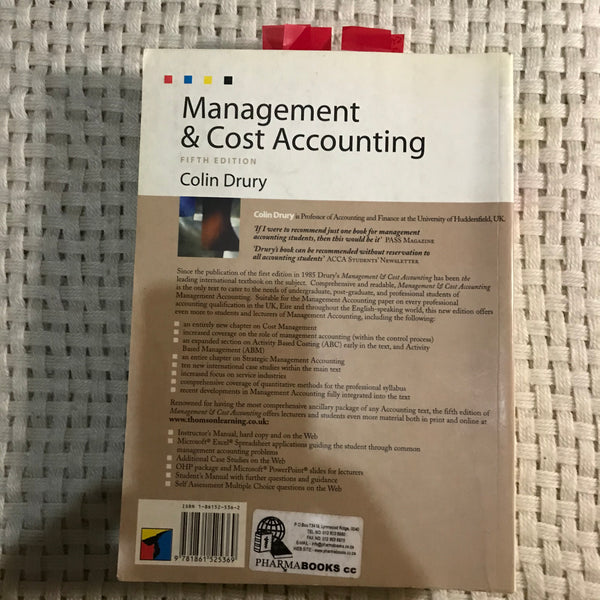 Management
& Cost Accounting
FIFTH EDITION
Colin Drury
Colin Drury is Professor of Accounting and Finance at the University of Huddersfield, UK.
'If I were to recommend just one book for management
accounting students, then this would be it' PASS MAGAZINE
'Drury's book can be recommended without reservation to
all accounting students' ACCA STUDENTS' NEWSLETTER
Since the publication of the first edition in 1985 Drury's Management & Cost Accounting has been the
leading international textbook on the subject. Comprehensive and readable, Management & Cost Accounting
is the only text to cater to the needs of undergraduate, post-graduate, and professional students of
Management Accounting. Suitable for the Management Accounting paper on every professional
accounting qualification in the UK, Eire and throughout the English-speaking world, this new edition offers
even more to students and lecturers of Management Accounting, including the following:
an entirely new chapter on Cost Management
increased coverage on the role of management accounting (within the control process)
an expanded section on Activity Based Costing (ABC) early in the text, and Activity
Based Management (ABM)
an entire chapter on Strategic Management Accounting
ten new international case studies within the main text
increased focus on service industries
comprehensive coverage of quantitative methods for the professional syllabus
recent developments in Management Accounting fully integrated into the text
Renowned for having the most comprehensive ancillary package of any Accounting text, the fifth edition of
Management & Cost Accounting offers lecturers and students even more material both in print and online at
www.thomsonlearning.co.uk:
Instructor's Manual, hard copy and on the Web
Microsoft® Excel® Spreadsheet applications guiding the student through common
management accounting problems
Additional Case Studies on the Web
OHP package and Microsoft® PowerPoint® slides for lecturers
Student's Manual with further questions and guidance
Self Assessment Multiple Choice questions on the Web
ISBN 1-86152-536-2
9 781861 525369
P.O.Box 73418, Lynnwood Ridge, 0040
E-MAIL - info@pharmabooks.co.za
WEB SITE - www.pharmabooks.co.za
PHARMABOOKS cc